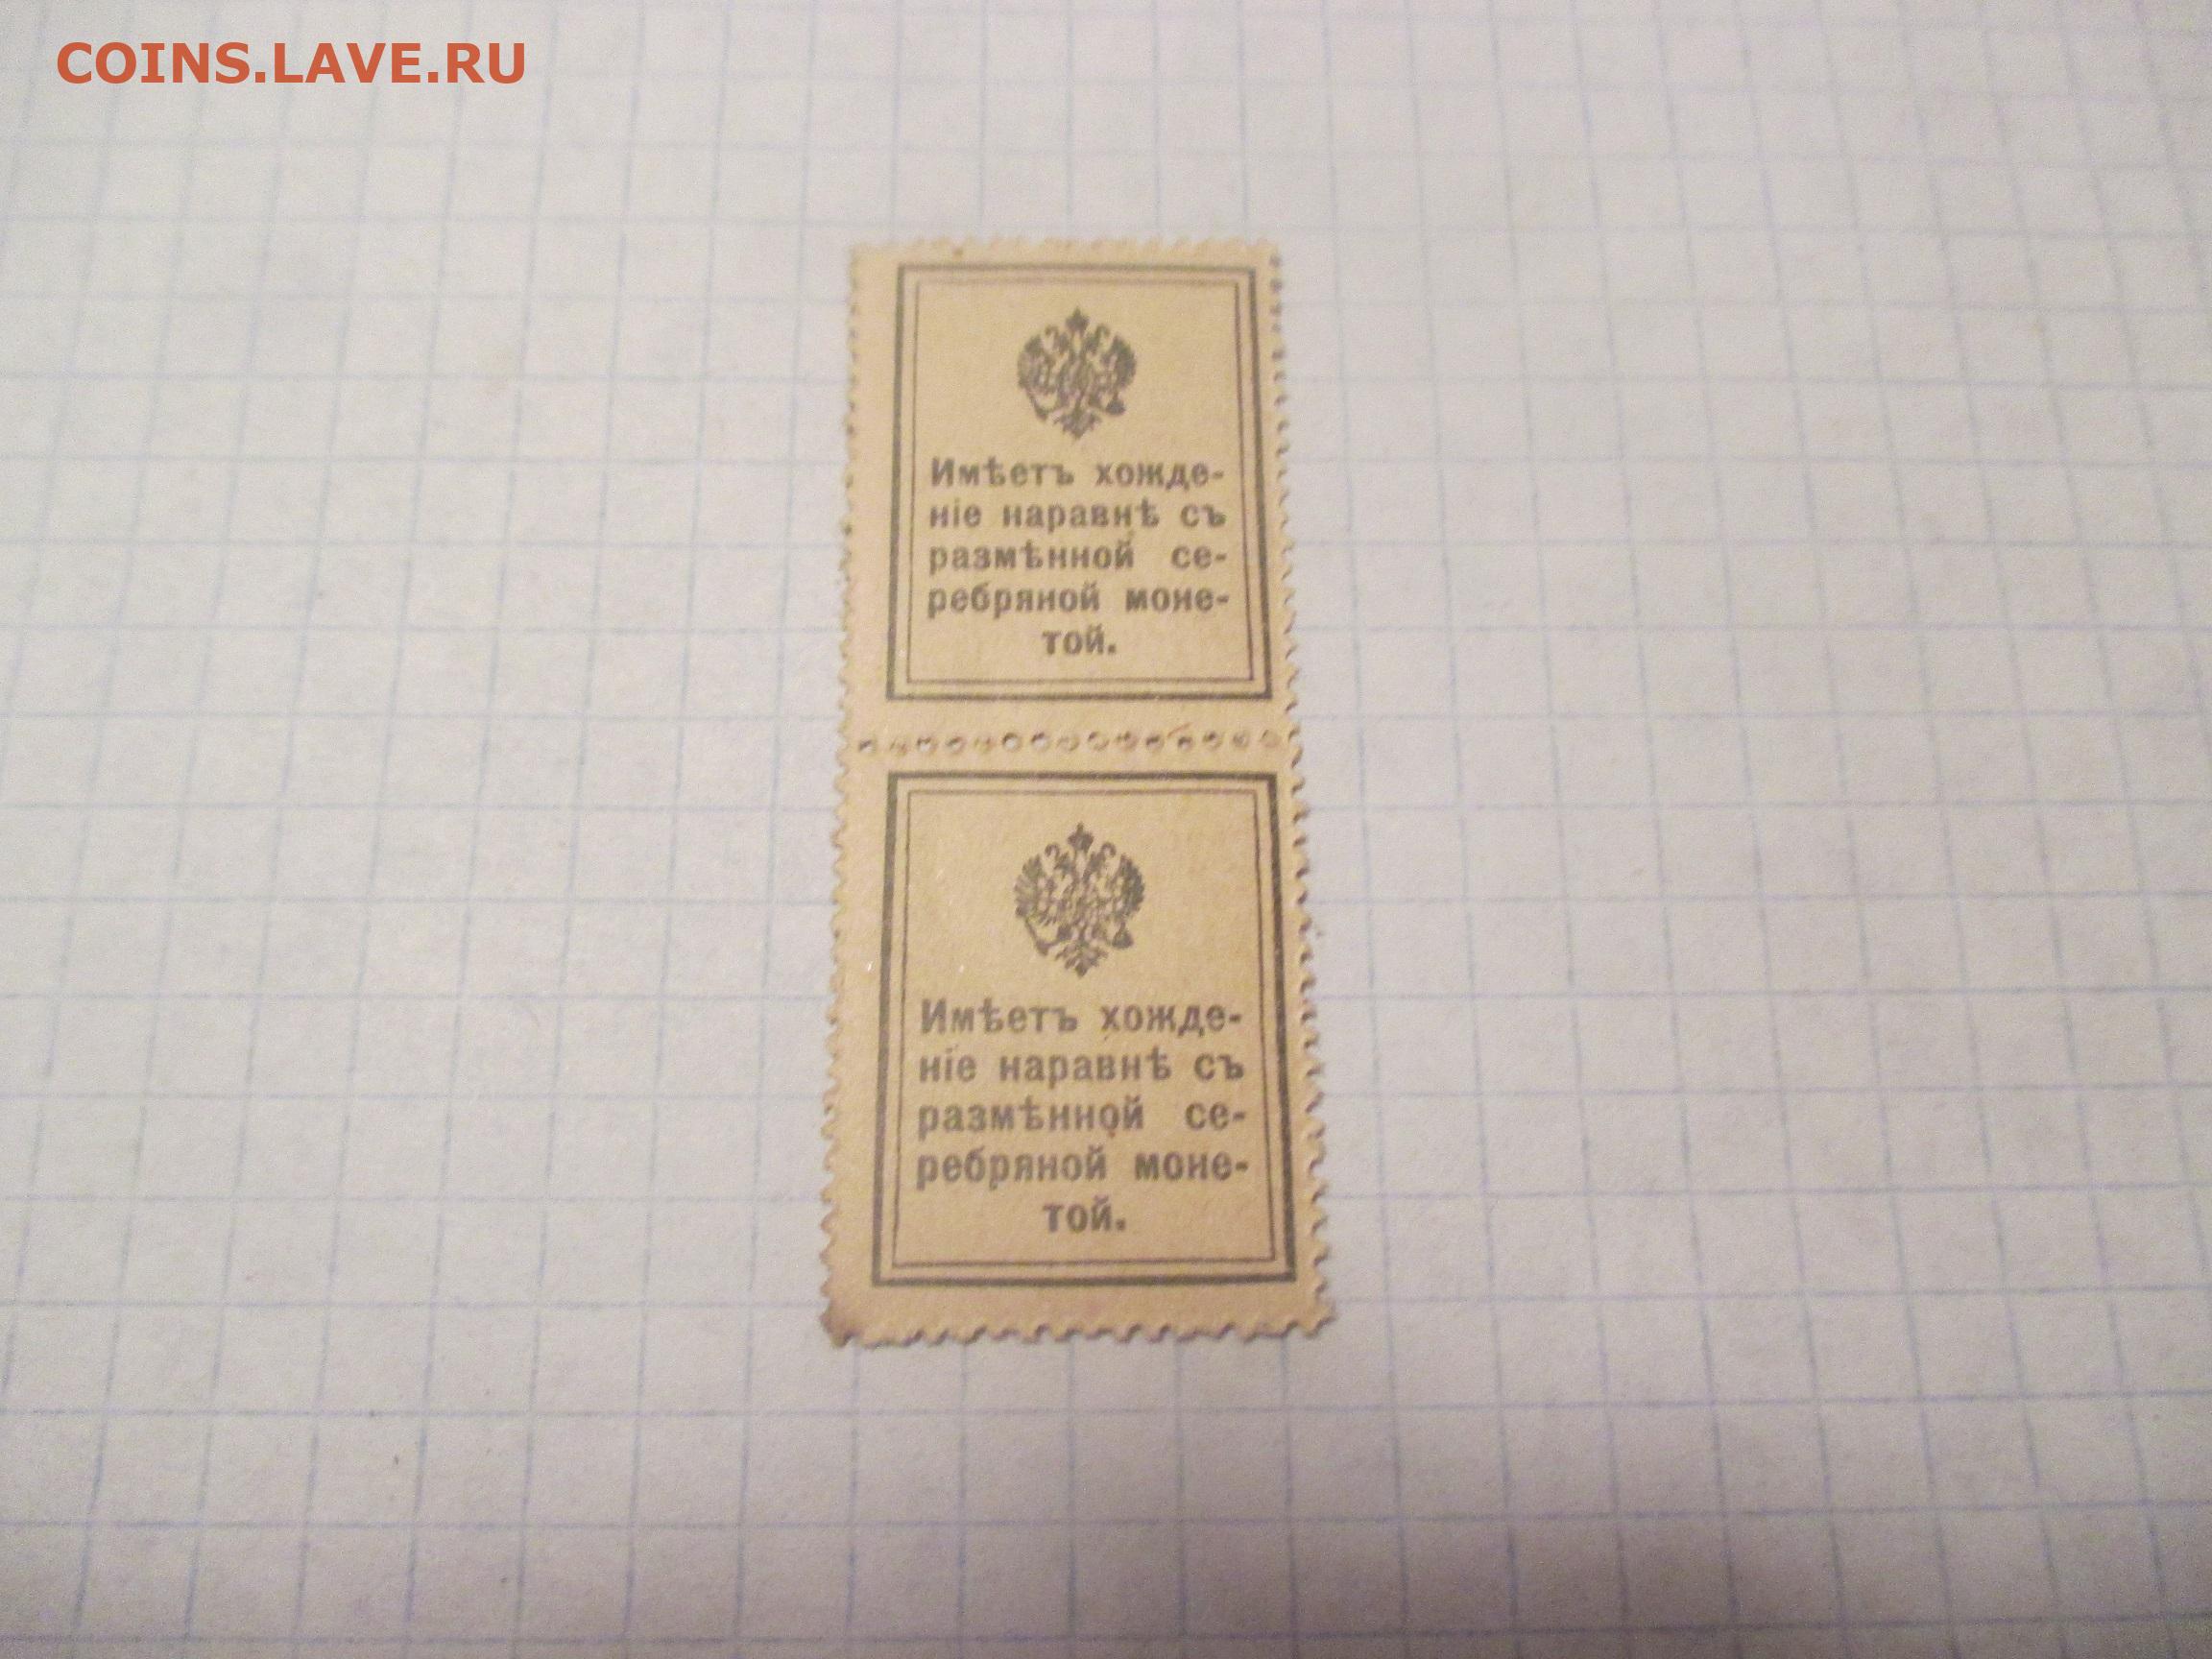 COINS.LAVE.RU
Имѣетъ хожде-
ніе наравнѣ съ
размѣнной се-
ребряной моне-
той.
Имѣетъ хожде-
ніе наравнѣ съ
размѣнной се-
ребряной моне-
той.